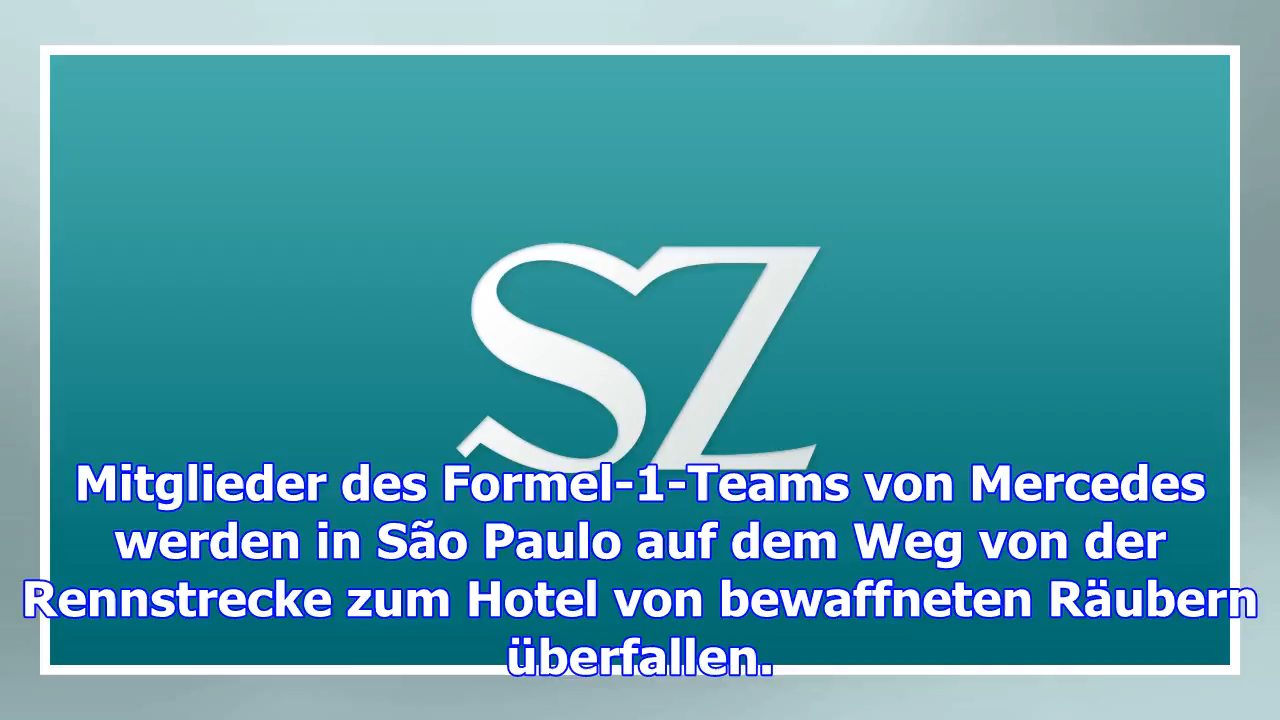 SZ
Mitglieder des Formel-1-Teams von Mercedes
werden in São Paulo auf dem Weg von der
Rennstrecke zum Hotel von bewaffneten Räubern
überfallen.